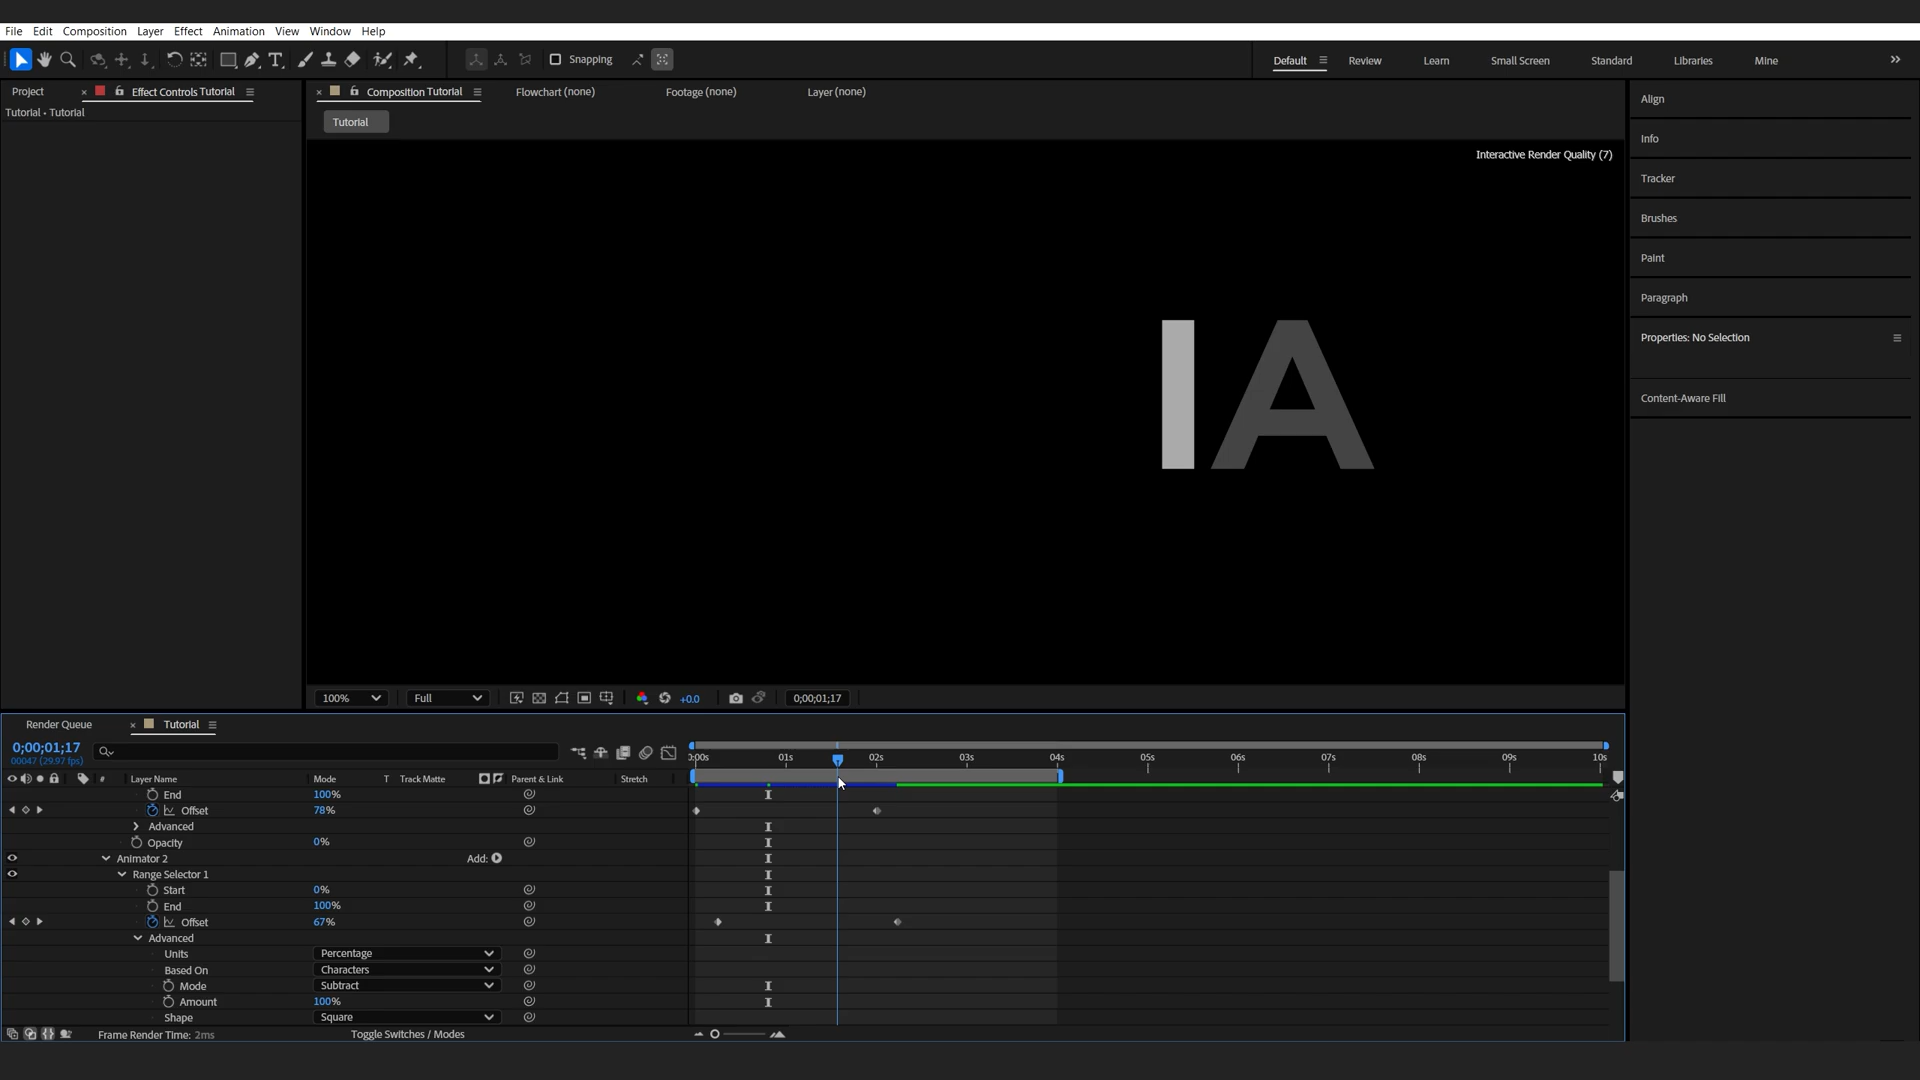 File Edit Composition Layer Effect Animation View Window Help
Snapping Default Review Learn Small Screen Standard Libraries Mine
Project Effect Controls Tutorial Composition Tutorial Flowchart (none) Footage (none) Layer (none)
Tutorial • Tutorial
Tutorial
Interactive Render Quality (7)
IA
Align
Info
Tracker
Brushes
Paint
Paragraph
Properties: No Selection
Content-Aware Fill
100% Full +0.0 0;00;01;17
Render Queue Tutorial
0;00;01;17
00047 (29.97 fps)
:00s 01s 02s 03s 04s 05s 06s 07s 08s 09s 10s
# Layer Name Mode T Track Matte Parent & Link Stretch
End 100%
Offset 78%
Advanced
Opacity 0%
Animator 2 Add:
Range Selector 1
Start 0%
End 100%
Offset 67%
Advanced
Units Percentage
Based On Characters
Mode Subtract
Amount 100%
Shape Square
Frame Render Time: 2ms Toggle Switches / Modes